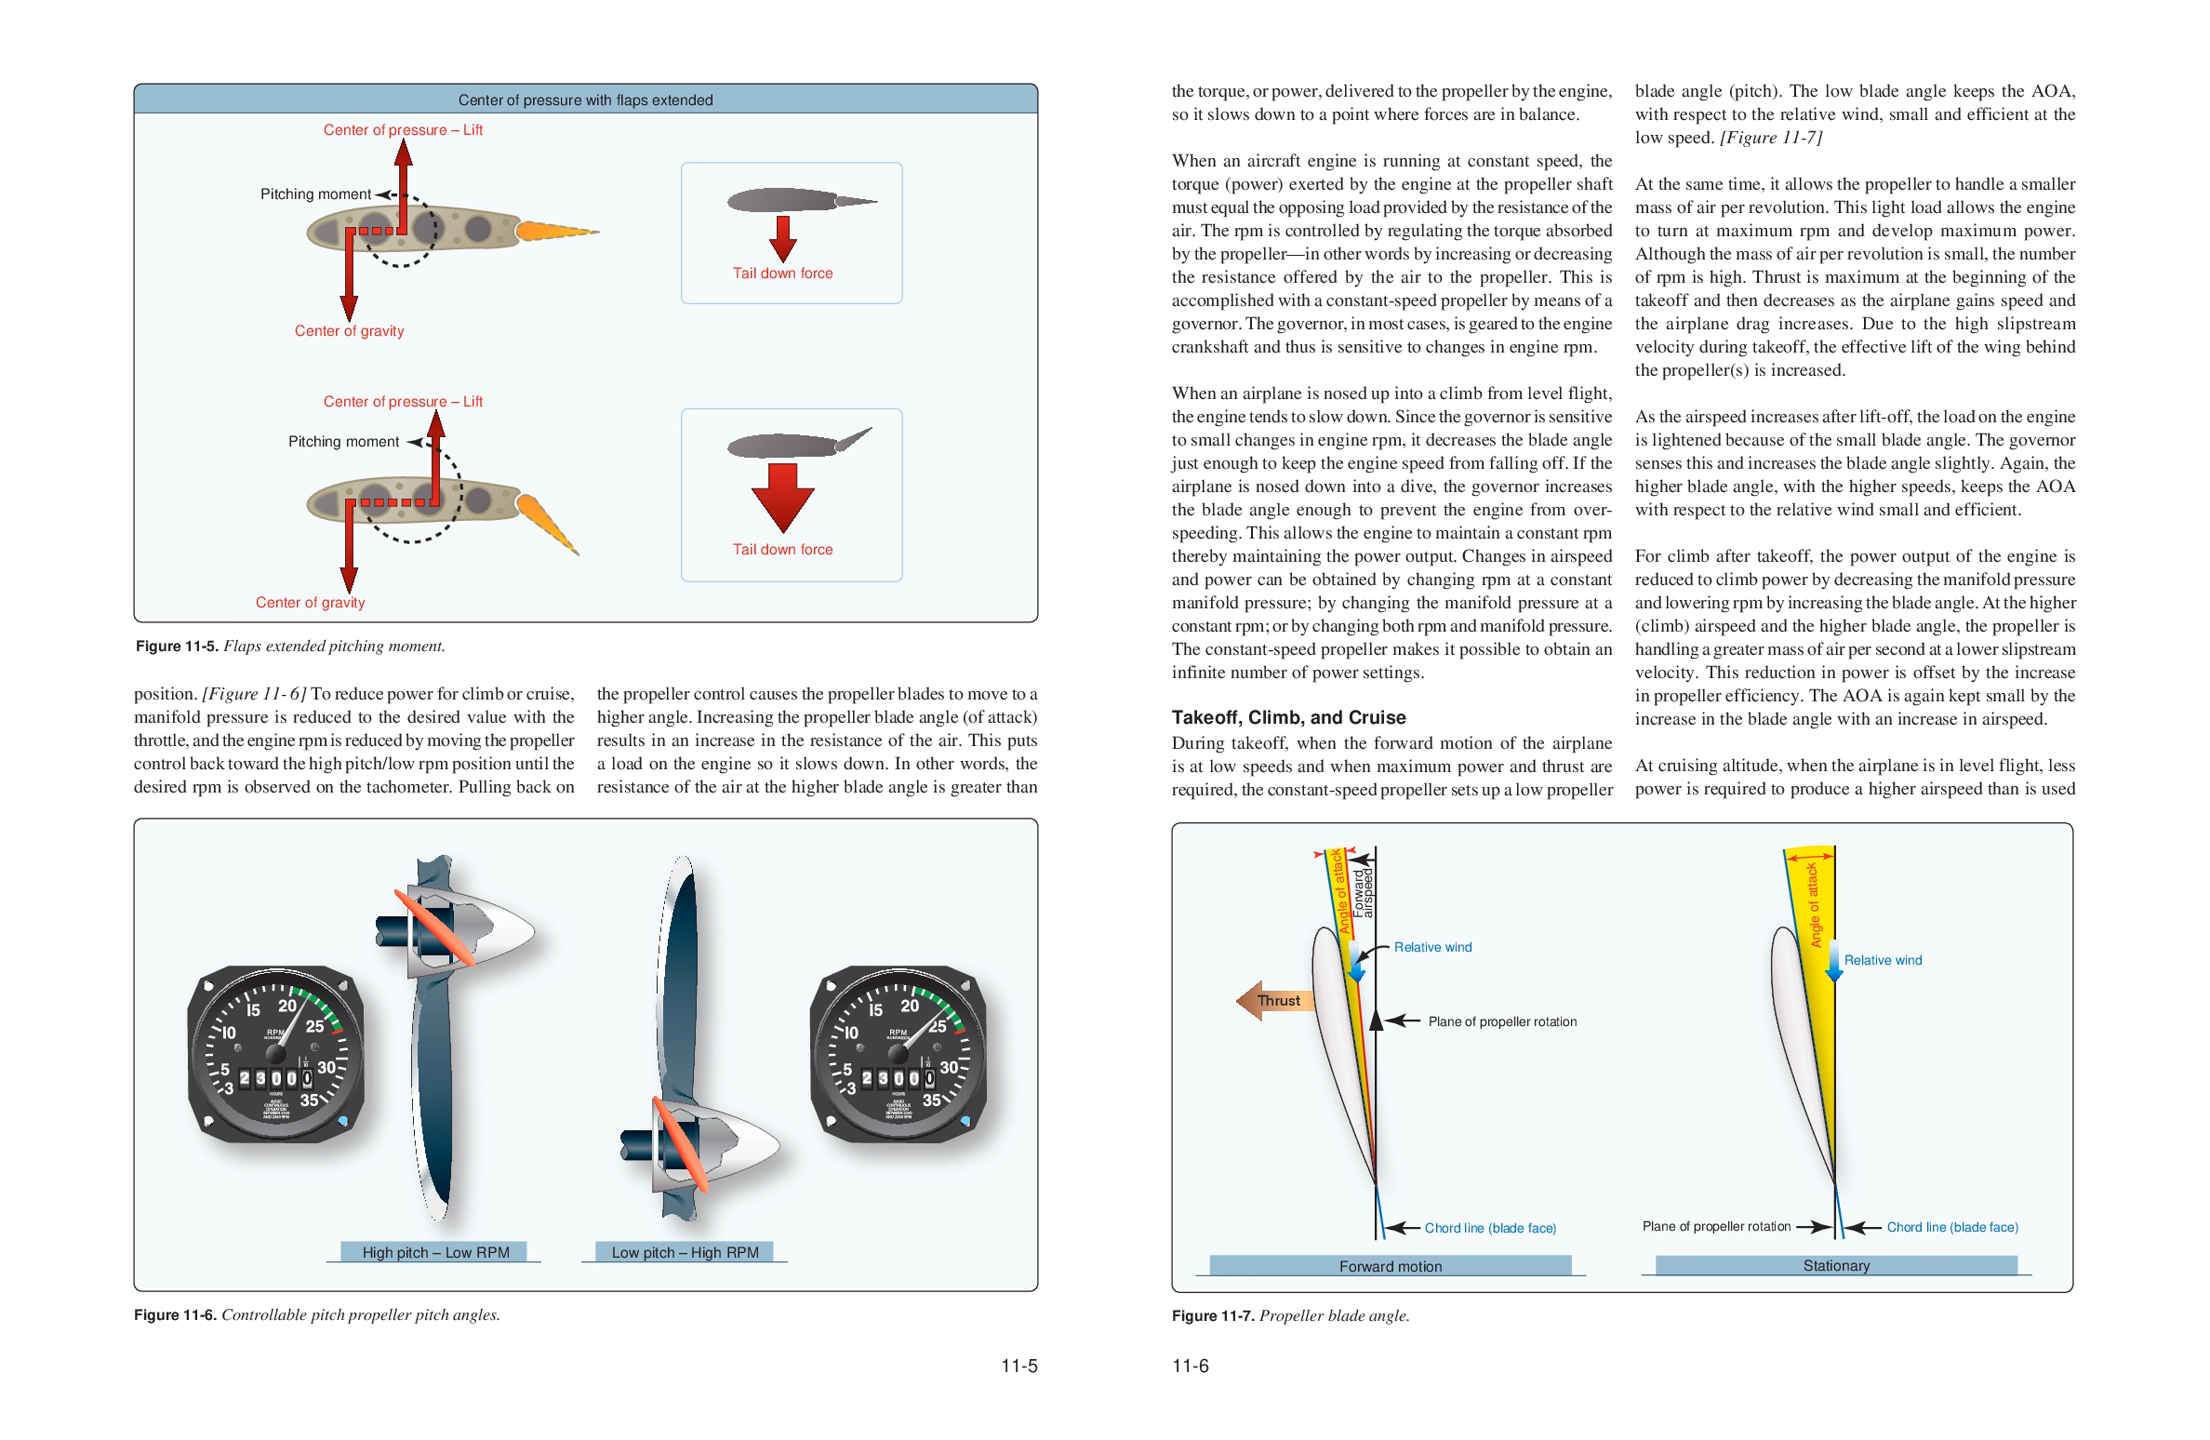 Center of pressure with flaps extended
Center of pressure – Lift
Pitching moment
Center of gravity
Tail down force
Center of pressure – Lift
Pitching moment
Center of gravity
Tail down force
Figure 11-5. Flaps extended pitching moment.
position. [Figure 11- 6] To reduce power for climb or cruise,
manifold pressure is reduced to the desired value with the
throttle, and the engine rpm is reduced by moving the propeller
control back toward the high pitch/low rpm position until the
desired rpm is observed on the tachometer. Pulling back on
the propeller control causes the propeller blades to move to a
higher angle. Increasing the propeller blade angle (of attack)
results in an increase in the resistance of the air. This puts
a load on the engine so it slows down. In other words, the
resistance of the air at the higher blade angle is greater than
3
5
10
15
20
25
30
35
RPM
HUNDREDS
2 3 0 0 0
HOURS
AVOID
CONTINUOUS
OPERATION
High pitch – Low RPM
Low pitch – High RPM
3
5
10
15
20
25
30
35
RPM
HUNDREDS
2 3 0 0 0
HOURS
AVOID
CONTINUOUS
OPERATION
Figure 11-6. Controllable pitch propeller pitch angles.
11-5
the torque, or power, delivered to the propeller by the engine,
so it slows down to a point where forces are in balance.
When an aircraft engine is running at constant speed, the
torque (power) exerted by the engine at the propeller shaft
must equal the opposing load provided by the resistance of the
air. The rpm is controlled by regulating the torque absorbed
by the propeller—in other words by increasing or decreasing
the resistance offered by the air to the propeller. This is
accomplished with a constant-speed propeller by means of a
governor. The governor, in most cases, is geared to the engine
crankshaft and thus is sensitive to changes in engine rpm.
When an airplane is nosed up into a climb from level flight,
the engine tends to slow down. Since the governor is sensitive
to small changes in engine rpm, it decreases the blade angle
just enough to keep the engine speed from falling off. If the
airplane is nosed down into a dive, the governor increases
the blade angle enough to prevent the engine from over-
speeding. This allows the engine to maintain a constant rpm
thereby maintaining the power output. Changes in airspeed
and power can be obtained by changing rpm at a constant
manifold pressure; by changing the manifold pressure at a
constant rpm; or by changing both rpm and manifold pressure.
The constant-speed propeller makes it possible to obtain an
infinite number of power settings.
Takeoff, Climb, and Cruise
During takeoff, when the forward motion of the airplane
is at low speeds and when maximum power and thrust are
required, the constant-speed propeller sets up a low propeller
blade angle (pitch). The low blade angle keeps the AOA,
with respect to the relative wind, small and efficient at the
low speed. [Figure 11-7]
At the same time, it allows the propeller to handle a smaller
mass of air per revolution. This light load allows the engine
to turn at maximum rpm and develop maximum power.
Although the mass of air per revolution is small, the number
of rpm is high. Thrust is maximum at the beginning of the
takeoff and then decreases as the airplane gains speed and
the airplane drag increases. Due to the high slipstream
velocity during takeoff, the effective lift of the wing behind
the propeller(s) is increased.
As the airspeed increases after lift-off, the load on the engine
is lightened because of the small blade angle. The governor
senses this and increases the blade angle slightly. Again, the
higher blade angle, with the higher speeds, keeps the AOA
with respect to the relative wind small and efficient.
For climb after takeoff, the power output of the engine is
reduced to climb power by decreasing the manifold pressure
and lowering rpm by increasing the blade angle. At the higher
(climb) airspeed and the higher blade angle, the propeller is
handling a greater mass of air per second at a lower slipstream
velocity. This reduction in power is offset by the increase
in propeller efficiency. The AOA is again kept small by the
increase in the blade angle with an increase in airspeed.
At cruising altitude, when the airplane is in level flight, less
power is required to produce a higher airspeed than is used
Angle of attack
Forward
airspeed
Relative wind
Thrust
Plane of propeller rotation
Chord line (blade face)
Forward motion
Angle of attack
Relative wind
Plane of propeller rotation
Chord line (blade face)
Stationary
Figure 11-7. Propeller blade angle.
11-6